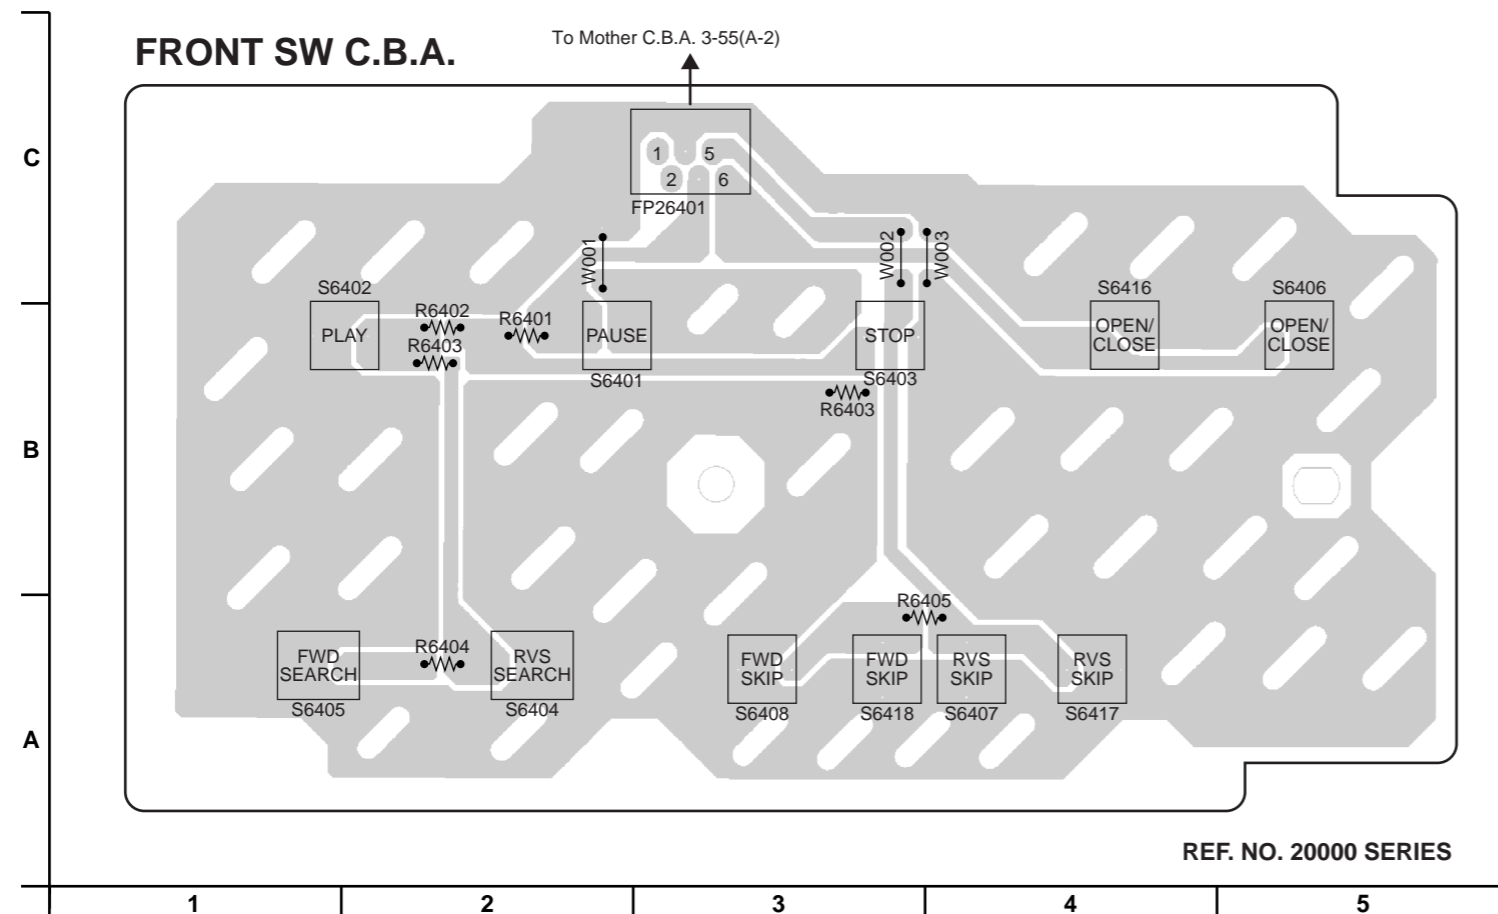 To Mother C.B.A. 3-55(A-2)
FRONT SW C.B.A.
C
1 5
2 6
FP26401
W001
W002
W003
S6402
S6416
S6406
R6402
R6401
PLAY
PAUSE
STOP
OPEN/
CLOSE
OPEN/
CLOSE
R6403
S6401
S6403
R6403
B
R6405
R6404
FWD
SEARCH
RVS
SEARCH
FWD
SKIP
FWD
SKIP
RVS
SKIP
RVS
SKIP
S6405
S6404
S6408
S6418
S6407
S6417
A
REF. NO. 20000 SERIES
1 2 3 4 5